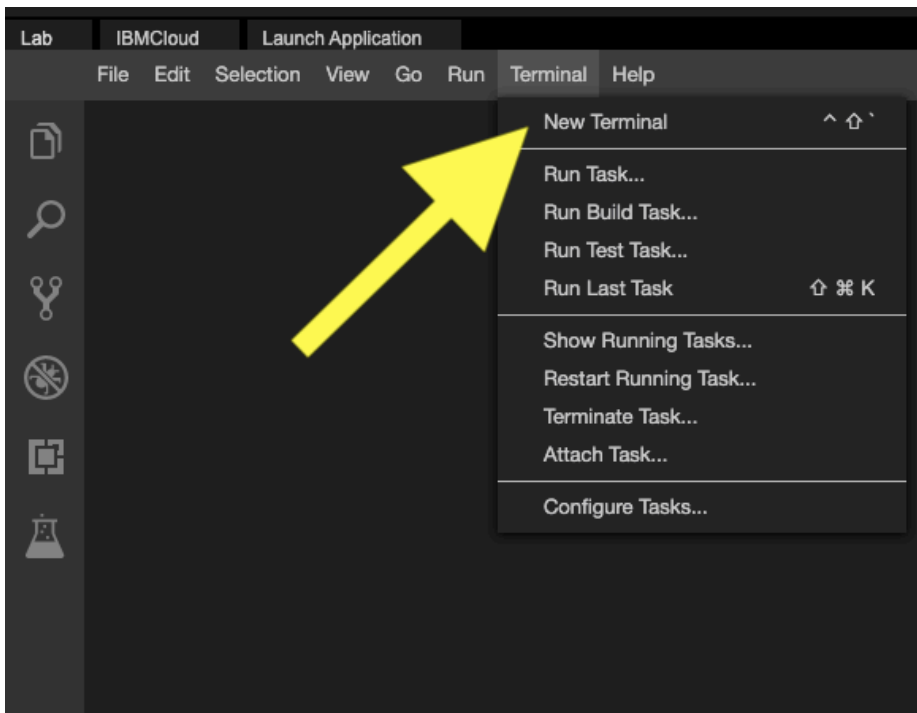 Lab IBMCloud Launch Application
File Edit Selection View Go Run Terminal Help
New Terminal ^ ⇧ `
Run Task...
Run Build Task...
Run Test Task...
Run Last Task ⇧ ⌘ K
Show Running Tasks...
Restart Running Task...
Terminate Task...
Attach Task...
Configure Tasks...